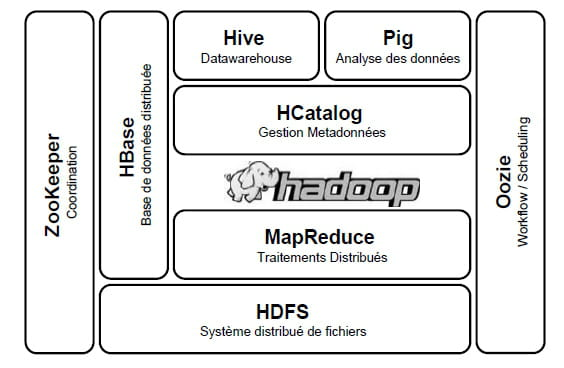 ZooKeeper
Coordination
HBase
Base de données distribuée
Hive
Datawarehouse
Pig
Analyse des données
HCatalog
Gestion Metadonnées
hadoop
MapReduce
Traitements Distribués
HDFS
Système distribué de fichiers
Oozie
Workflow / Scheduling